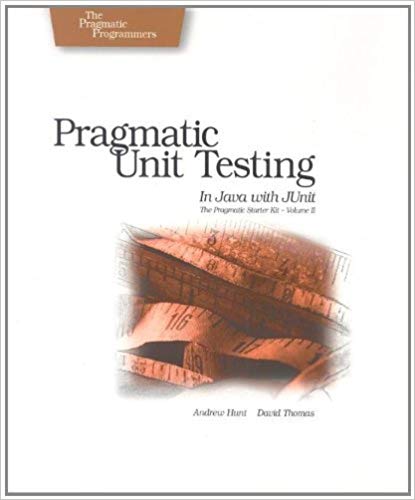 The
Pragmatic
Programmers
Pragmatic
Unit Testing
In Java with JUnit
The Pragmatic Starter Kit – Volume II
Andrew Hunt David Thomas